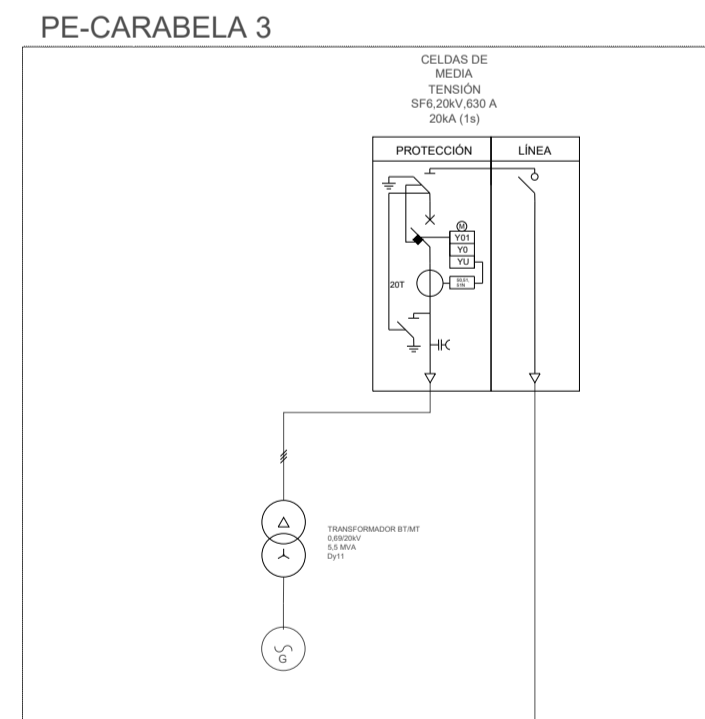 PE-CARABELA 3
CELDAS DE
MEDIA
TENSIÓN
SF6,20kV,630 A
20kA (1s)
PROTECCIÓN
LÍNEA
M
Y01
Y0
YU
20T
TRANSFORMADOR BT/MT
0,69/20kV
5,5 MVA
Dy11
G